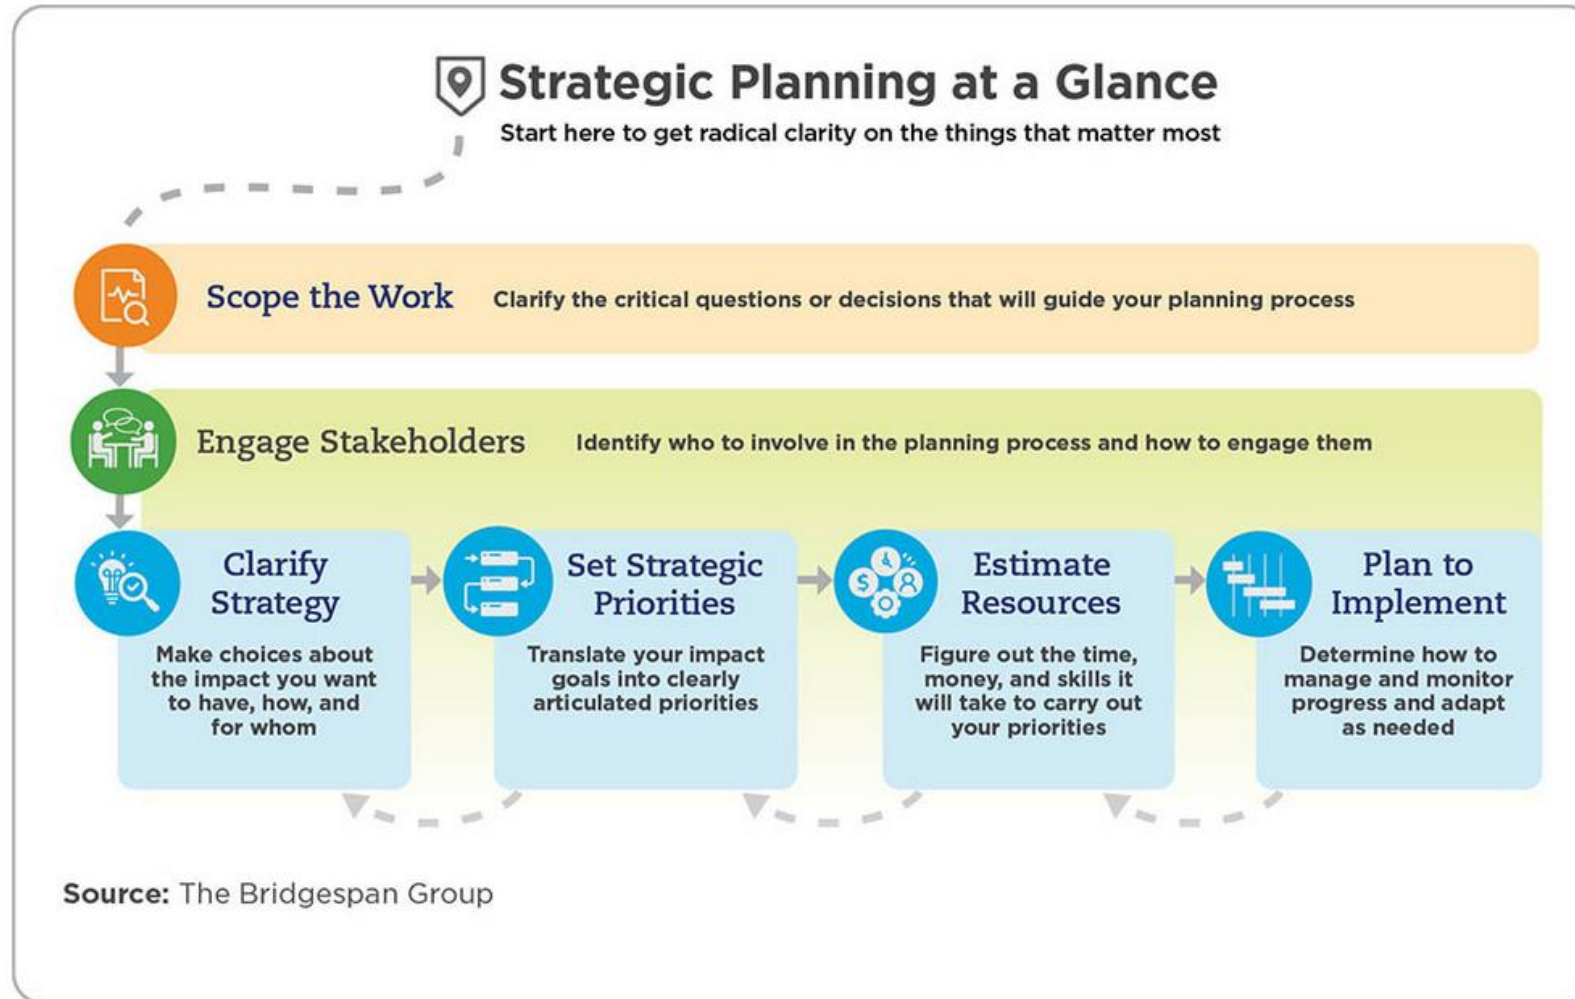 Strategic Planning at a Glance
Start here to get radical clarity on the things that matter most
Scope the Work
Clarify the critical questions or decisions that will guide your planning process
Engage Stakeholders
Identify who to involve in the planning process and how to engage them
Clarify
Strategy
Make choices about
the impact you want
to have, how, and
for whom
Set Strategic
Priorities
Translate your impact
goals into clearly
articulated priorities
Estimate
Resources
Figure out the time,
money, and skills it
will take to carry out
your priorities
Plan to
Implement
Determine how to
manage and monitor
progress and adapt
as needed
$
Source: The Bridgespan Group